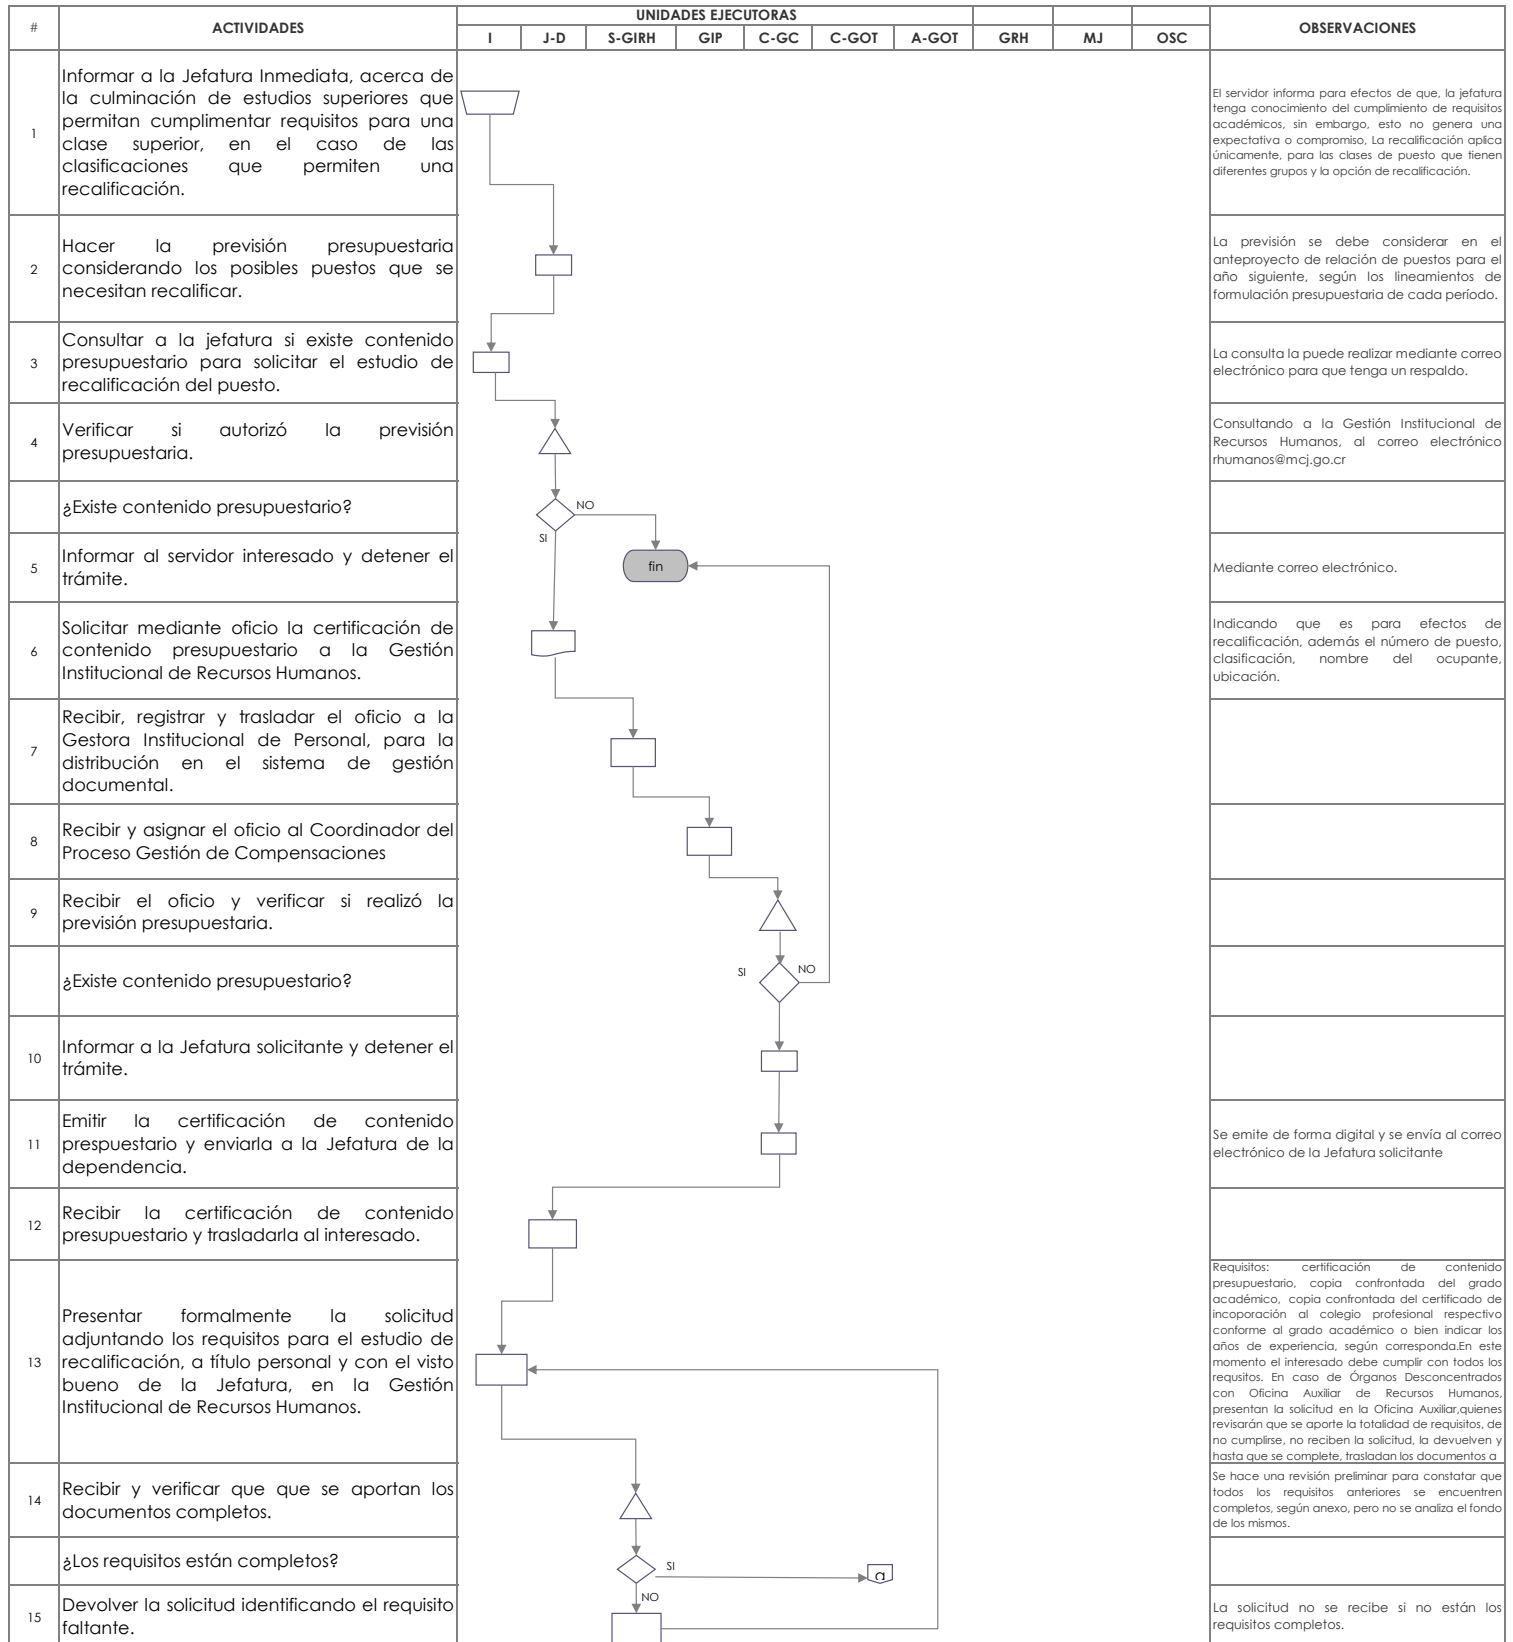 #
ACTIVIDADES
UNIDADES EJECUTORAS
I J-D S-GIRH GIP C-GC C-GOT A-GOT GRH MJ OSC
OBSERVACIONES
1
Informar a la Jefatura Inmediata, acerca de
la culminación de estudios superiores que
permitan cumplimentar requisitos para una
clase superior, en el caso de las
clasificaciones que permiten una
recalificación.
El servidor informa para efectos de que, la jefatura
tenga conocimiento del cumplimiento de requisitos
académicos, sin embargo, esto no genera una
expectativa o compromiso, La recalificación aplica
únicamente, para las clases de puesto que tienen
diferentes grupos y la opción de recalificación.
2
Hacer la previsión presupuestaria
considerando los posibles puestos que se
necesitan recalificar.
La previsión se debe considerar en el
anteproyecto de relación de puestos para el
año siguiente, según los lineamientos de
formulación presupuestaria de cada período.
3
Consultar a la jefatura si existe contenido
presupuestario para solicitar el estudio de
recalificación del puesto.
La consulta la puede realizar mediante correo
electrónico para que tenga un respaldo.
4
Verificar si autorizó la previsión
presupuestaria.
Consultando a la Gestión Institucional de
Recursos Humanos, al correo electrónico
rhumanos@mcj.go.cr
¿Existe contenido presupuestario?
NO
SI
5
Informar al servidor interesado y detener el
trámite.
fin
Mediante correo electrónico.
6
Solicitar mediante oficio la certificación de
contenido presupuestario a la Gestión
Institucional de Recursos Humanos.
Indicando que es para efectos de
recalificación, además el número de puesto,
clasificación, nombre del ocupante,
ubicación.
7
Recibir, registrar y trasladar el oficio a la
Gestora Institucional de Personal, para la
distribución en el sistema de gestión
documental.
8
Recibir y asignar el oficio al Coordinador del
Proceso Gestión de Compensaciones
9
Recibir el oficio y verificar si realizó la
previsión presupuestaria.
¿Existe contenido presupuestario?
SI
NO
10
Informar a la Jefatura solicitante y detener el
trámite.
11
Emitir la certificación de contenido
prespuestario y enviarla a la Jefatura de la
dependencia.
Se emite de forma digital y se envía al correo
electrónico de la Jefatura solicitante
12
Recibir la certificación de contenido
presupuestario y trasladarla al interesado.
13
Presentar formalmente la solicitud
adjuntando los requisitos para el estudio de
recalificación, a título personal y con el visto
bueno de la Jefatura, en la Gestión
Institucional de Recursos Humanos.
Requisitos: certificación de contenido
presupuestario, copia confrontada del grado
académico, copia confrontada del certificado de
incoporación al colegio profesional respectivo
conforme al grado académico o bien indicar los
años de experiencia, según corresponda.En este
momento el interesado debe cumplir con todos los
requsitos. En caso de Órganos Desconcentrados
con Oficina Auxiliar de Recursos Humanos,
presentan la solicitud en la Oficina Auxiliar,quienes
revisarán que se aporte la totalidad de requisitos, de
no cumplirse, no reciben la solicitud, la devuelven y
hasta que se complete, trasladan los documentos a
14
Recibir y verificar que que se aportan los
documentos completos.
Se hace una revisión preliminar para constatar que
todos los requisitos anteriores se encuentren
completos, según anexo, pero no se analiza el fondo
de los mismos.
¿Los requisitos están completos?
SI
a
NO
15
Devolver la solicitud identificando el requisito
faltante.
La solicitud no se recibe si no están los
requisitos completos.